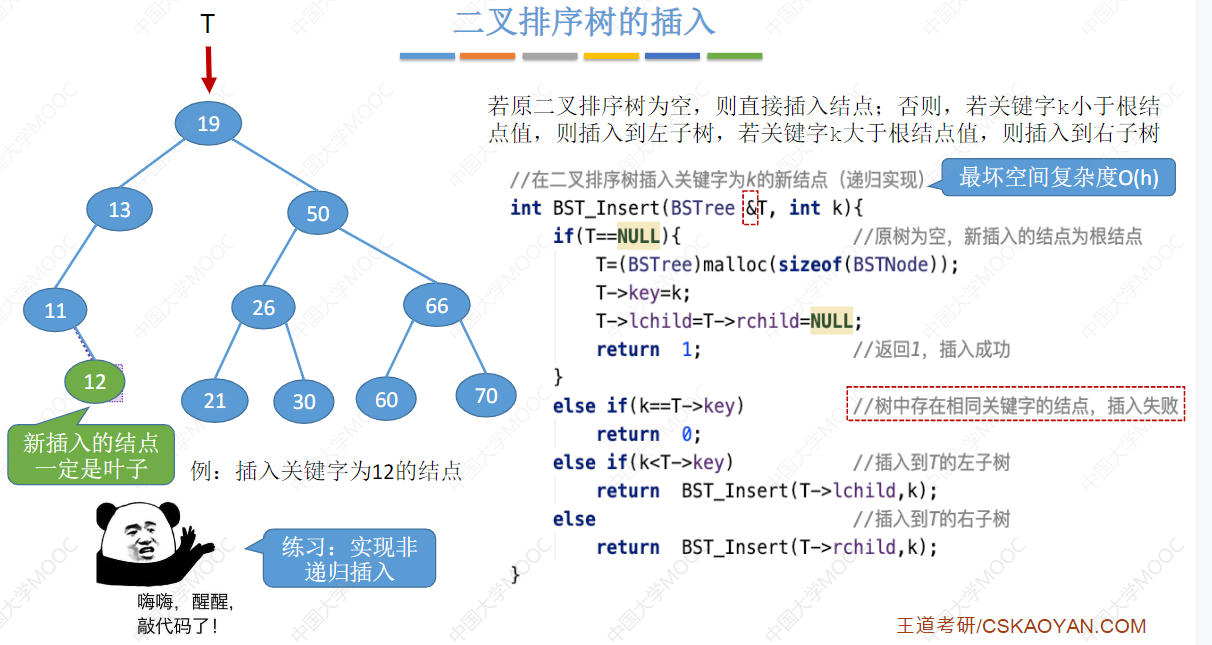 二叉排序树的插入
T
19
13
50
11
26
66
12
21
30
60
70
新插入的结点
一定是叶子
例：插入关键字为12的结点
练习：实现非
递归插入
嗨嗨，醒醒，
敲代码了！
若原二叉排序树为空，则直接插入结点；否则，若关键字k小于根结
点值，则插入到左子树，若关键字k大于根结点值，则插入到右子树
最坏空间复杂度O(h)
//在二叉排序树插入关键字为k的新结点（递归实现）
int BST_Insert(BSTree &T, int k){
if(T==NULL){ //原树为空，新插入的结点为根结点
T=(BSTree)malloc(sizeof(BSTNode));
T->key=k;
T->lchild=T->rchild=NULL;
return 1; //返回1，插入成功
}
else if(k==T->key) //树中存在相同关键字的结点，插入失败
return 0;
else if(k<T->key) //插入到T的左子树
return BST_Insert(T->lchild,k);
else //插入到T的右子树
return BST_Insert(T->rchild,k);
}
王道考研/CSKAOYAN.COM
中国大学MOOC